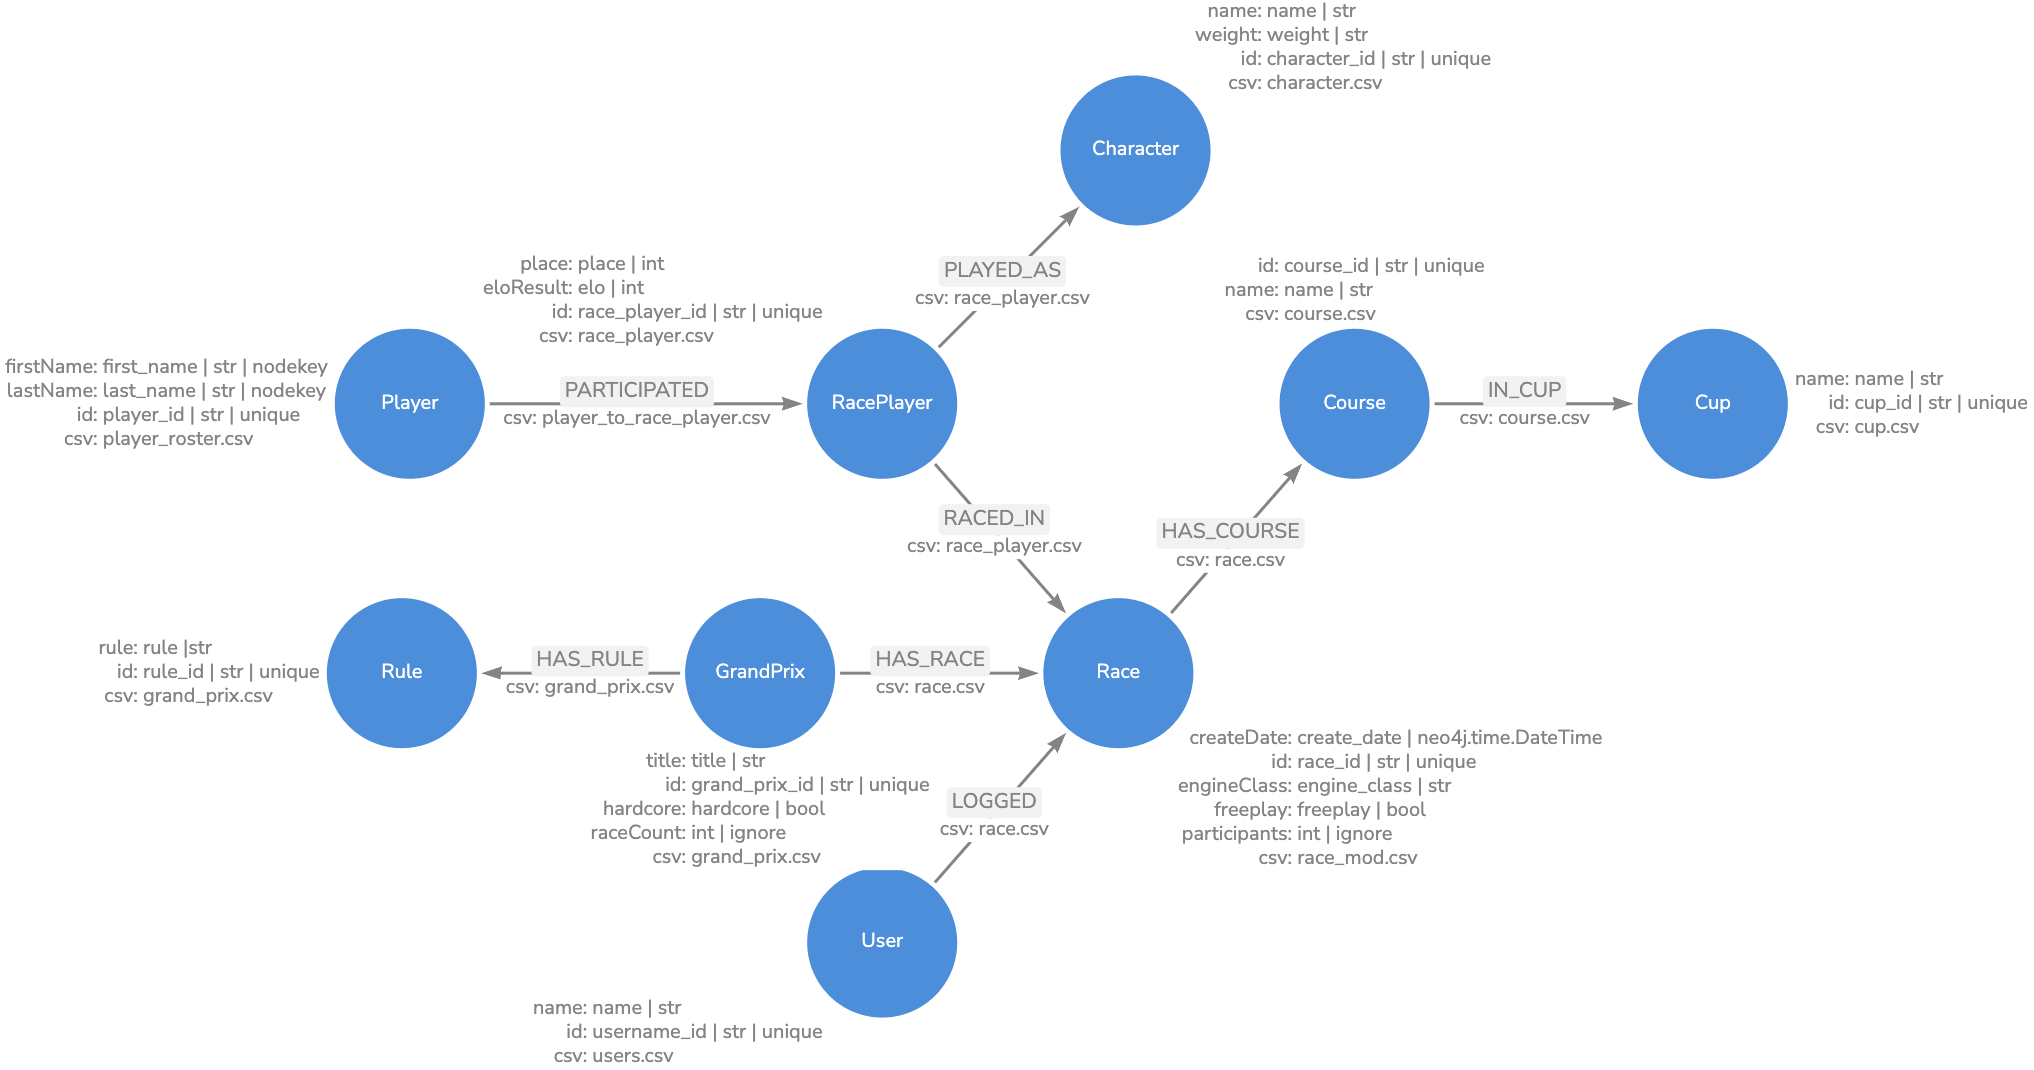 name: name | str
weight: weight | str
id: character_id | str | unique
csv: character.csv
Character
place: place | int
eloResult: elo | int
id: race_player_id | str | unique
csv: race_player.csv
PLAYED_AS
csv: race_player.csv
id: course_id | str | unique
name: name | str
csv: course.csv
firstName: first_name | str | nodekey
lastName: last_name | str | nodekey
id: player_id | str | unique
csv: player_roster.csv
Player
PARTICIPATED
csv: player_to_race_player.csv
RacePlayer
Course
IN_CUP
csv: course.csv
Cup
name: name | str
id: cup_id | str | unique
csv: cup.csv
RACED_IN
csv: race_player.csv
HAS_COURSE
csv: race.csv
rule: rule |str
id: rule_id | str | unique
csv: grand_prix.csv
Rule
HAS_RULE
csv: grand_prix.csv
GrandPrix
HAS_RACE
csv: race.csv
Race
title: title | str
id: grand_prix_id | str | unique
hardcore: hardcore | bool
raceCount: int | ignore
csv: grand_prix.csv
LOGGED
csv: race.csv
createDate: create_date | neo4j.time.DateTime
id: race_id | str | unique
engineClass: engine_class | str
freeplay: freeplay | bool
participants: int | ignore
csv: race_mod.csv
User
name: name | str
id: username_id | str | unique
csv: users.csv